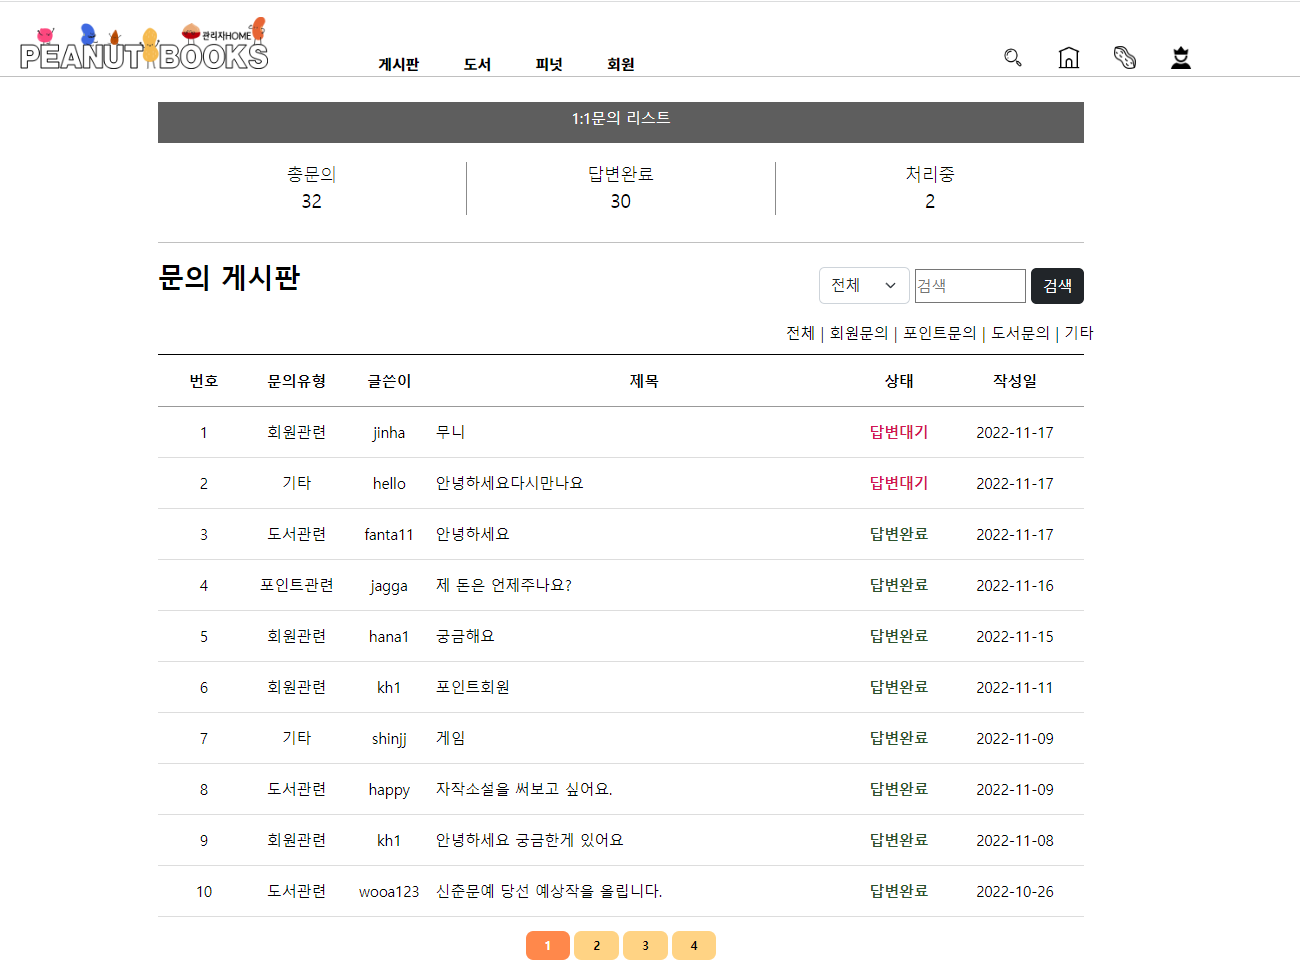 관리자HOME
PEANUT BOOKS
게시판 도서 피넛 회원
1:1문의 리스트
총문의 답변완료 처리중
32 30 2
문의 게시판
전체 검색 검색
전체 | 회원문의 | 포인트문의 | 도서문의 | 기타
번호 문의유형 글쓴이 제목 상태 작성일
1 회원관련 jinha 무니 답변대기 2022-11-17
2 기타 hello 안녕하세요다시만나요 답변대기 2022-11-17
3 도서관련 fanta11 안녕하세요 답변완료 2022-11-17
4 포인트관련 jagga 제 돈은 언제주나요? 답변완료 2022-11-16
5 회원관련 hana1 궁금해요 답변완료 2022-11-15
6 회원관련 kh1 포인트회원 답변완료 2022-11-11
7 기타 shinjj 게임 답변완료 2022-11-09
8 도서관련 happy 자작소설을 써보고 싶어요. 답변완료 2022-11-09
9 회원관련 kh1 안녕하세요 궁금한게 있어요 답변완료 2022-11-08
10 도서관련 wooa123 신춘문예 당선 예상작을 올립니다. 답변완료 2022-10-26
1 2 3 4